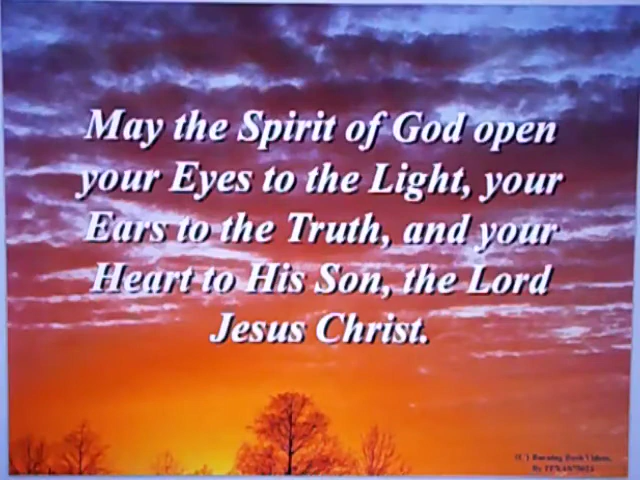 May the Spirit of God open
your Eyes to the Light, your
Ears to the Truth, and your
Heart to His Son, the Lord
Jesus Christ.
By